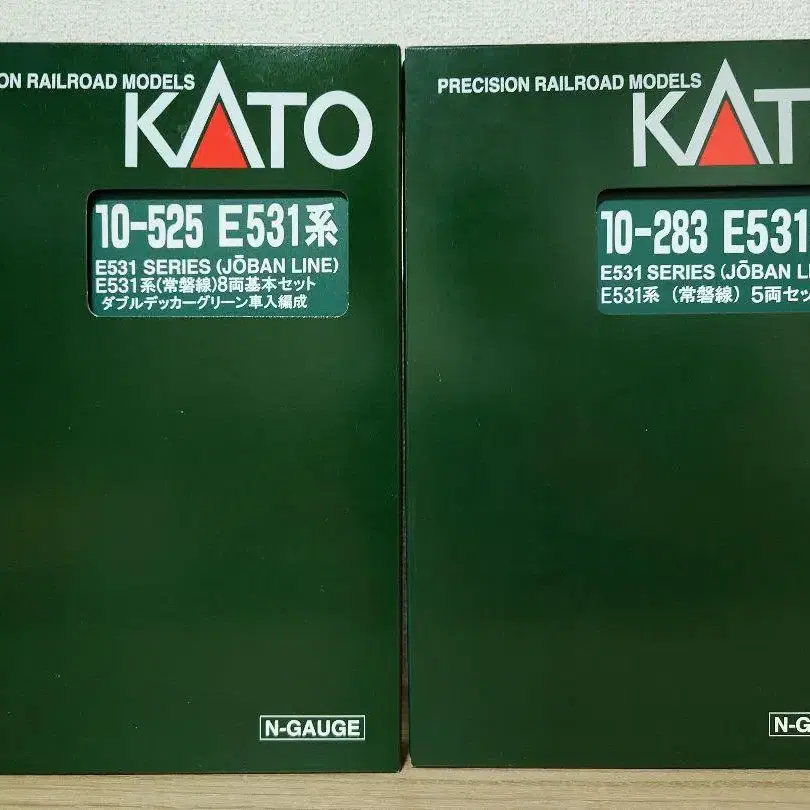 ON RAILROAD MODELS
KATO
10-525 E531系
E531 SERIES (JŌBAN LINE)
E531系(常磐線)8両基本セット
ダブルデッカーグリーン車入編成
N-GAUGE
PRECISION RAILROAD MODELS
KAT
10-283 E531
E531 SERIES (JŌBAN LI
E531系 (常磐線) 5両セッ
N-G